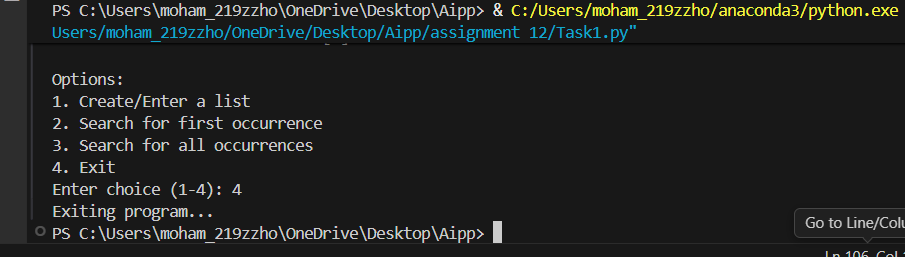 PS C:\Users\moham_219zzho\OneDrive\Desktop\Aipp> & C:/Users/moham_219zzho/anaconda3/python.exe
Users/moham_219zzho/OneDrive/Desktop/Aipp/assignment 12/Task1.py"
Options:
1. Create/Enter a list
2. Search for first occurrence
3. Search for all occurrences
4. Exit
Enter choice (1-4): 4
Exiting program...
PS C:\Users\moham_219zzho\OneDrive\Desktop\Aipp>
Go to Line/Colu
Ln 106, Col